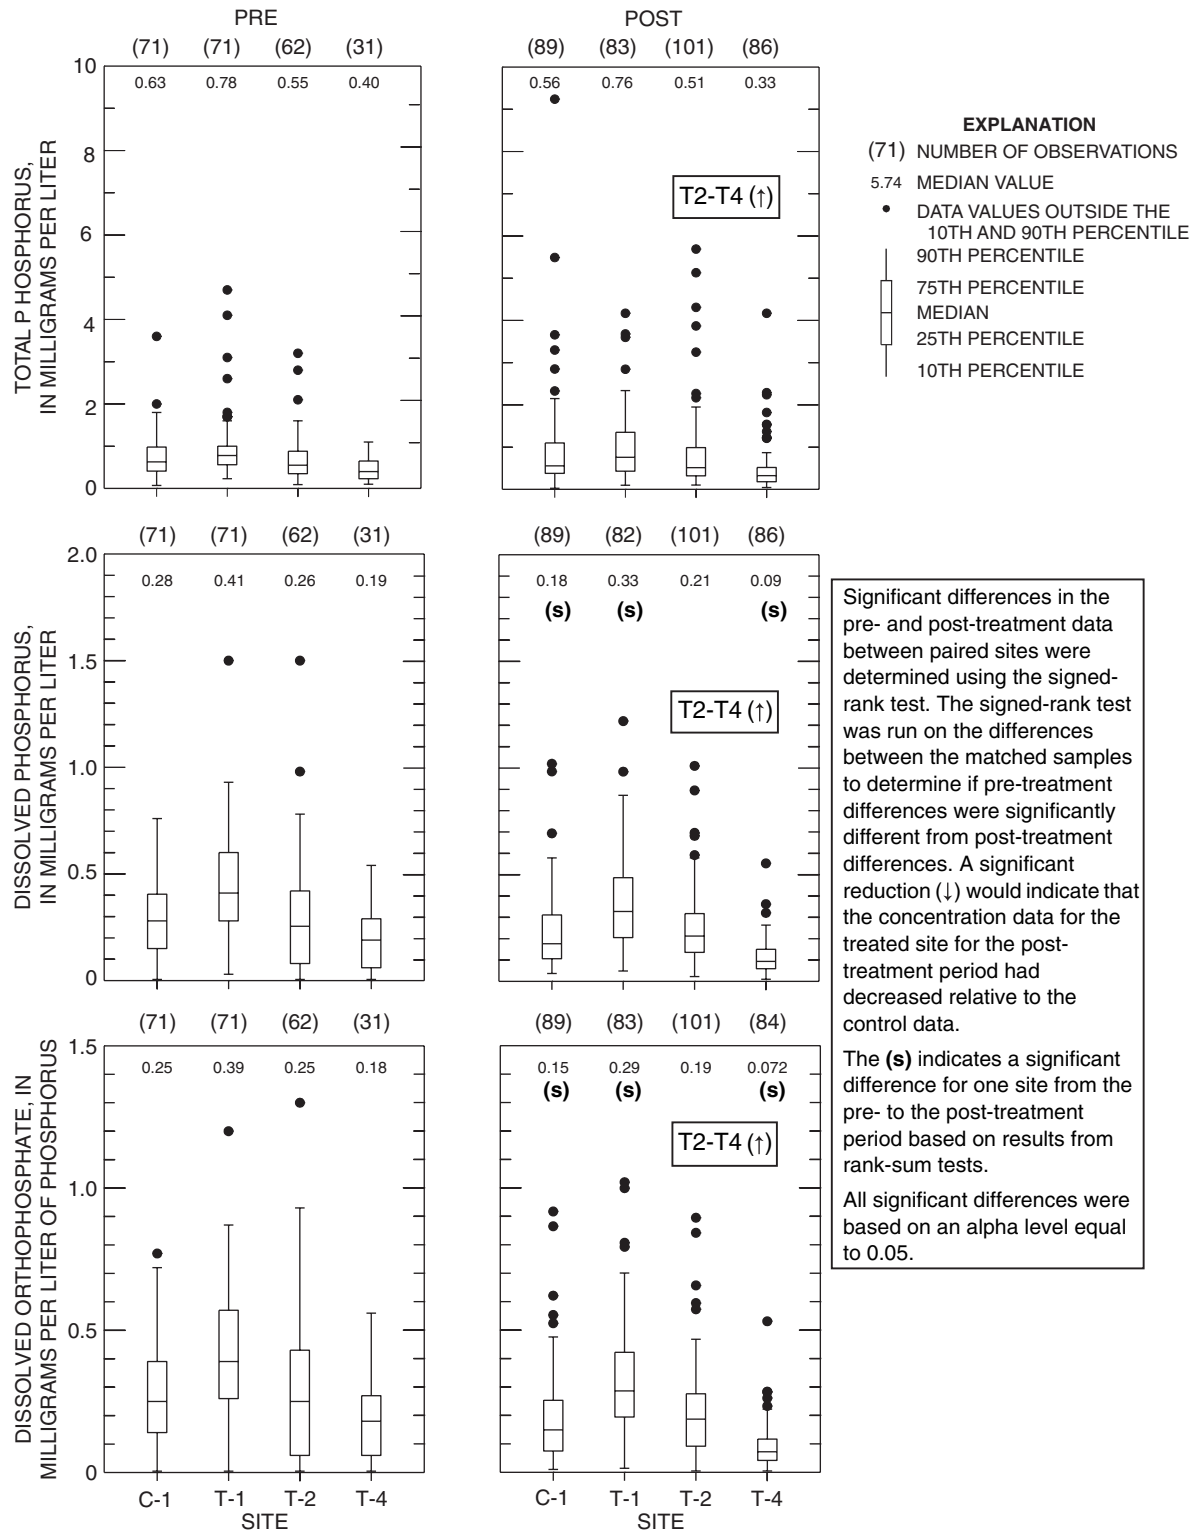 PRE
POST
(71) (71) (62) (31)
(89) (83) (101) (86)
10
0.63 0.78 0.55 0.40
0.56 0.76 0.51 0.33
8
6
4
2
0
TOTAL P HOSPHORUS,
IN MILLIGRAMS PER LITER
T2-T4 (↑)
EXPLANATION
(71) NUMBER OF OBSERVATIONS
5.74 MEDIAN VALUE
DATA VALUES OUTSIDE THE
10TH AND 90TH PERCENTILE
90TH PERCENTILE
75TH PERCENTILE
MEDIAN
25TH PERCENTILE
10TH PERCENTILE
(71) (71) (62) (31)
(89) (82) (101) (86)
2.0
0.28 0.41 0.26 0.19
0.18 0.33 0.21 0.09
(s) (s) (s)
1.5
1.0
0.5
0
DISSOLVED PHOSPHORUS,
IN MILLIGRAMS PER LITER
T2-T4 (↑)
Significant differences in the
pre- and post-treatment data
between paired sites were
determined using the signed-
rank test. The signed-rank test
was run on the differences
between the matched samples
to determine if pre-treatment
differences were significantly
different from post-treatment
differences. A significant
reduction (↓) would indicate that
the concentration data for the
treated site for the post-
treatment period had
decreased relative to the
control data.
The (s) indicates a significant
difference for one site from the
pre- to the post-treatment
period based on results from
rank-sum tests.
All significant differences were
based on an alpha level equal
to 0.05.
(71) (71) (62) (31)
(89) (83) (101) (84)
1.5
0.25 0.39 0.25 0.18
0.15 0.29 0.19 0.072
(s) (s) (s)
1.0
0.5
0
DISSOLVED ORTHOPHOSPHATE, IN
MILLIGRAMS PER LITER OF PHOSPHORUS
T2-T4 (↑)
C-1 T-1 T-2 T-4
SITE
C-1 T-1 T-2 T-4
SITE